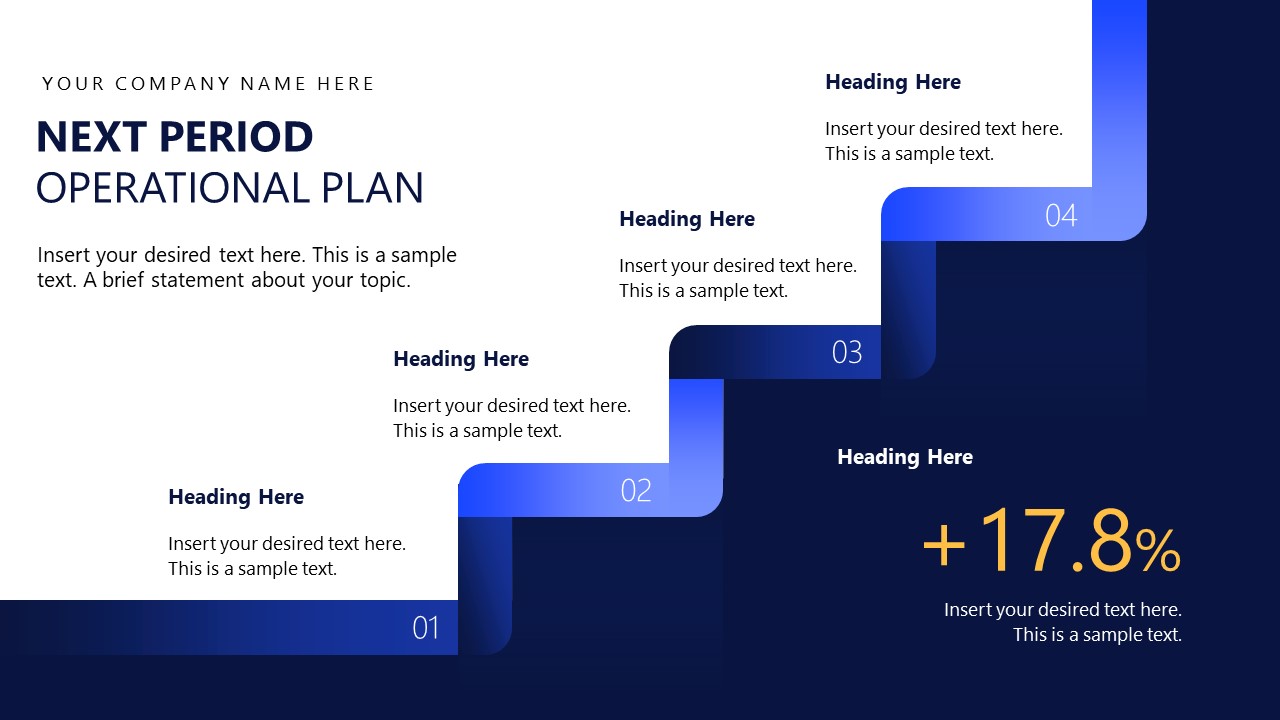 YOUR COMPANY NAME HERE
NEXT PERIOD
OPERATIONAL PLAN
Insert your desired text here. This is a sample
text. A brief statement about your topic.
Heading Here
Insert your desired text here.
This is a sample text.
01
Heading Here
Insert your desired text here.
This is a sample text.
02
Heading Here
Insert your desired text here.
This is a sample text.
03
Heading Here
Insert your desired text here.
This is a sample text.
04
Heading Here
+17.8%
Insert your desired text here.
This is a sample text.